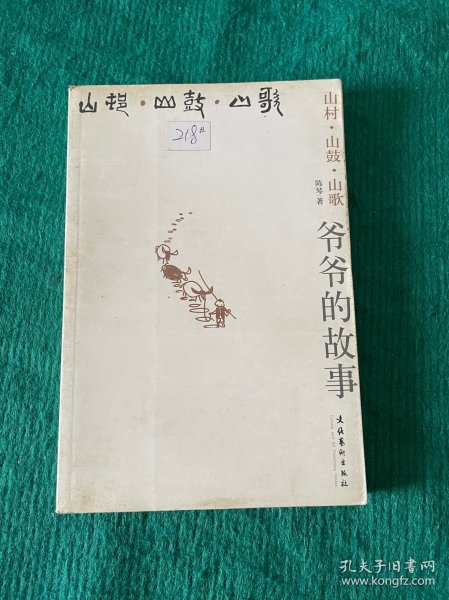 山邨·山鼓·山歌
218#
山村·山鼓·山歌
陈琴·著
爷爷的故事
文化艺术出版社
Culture and Art Publishing House
孔夫子旧书网
www.kongfz.com